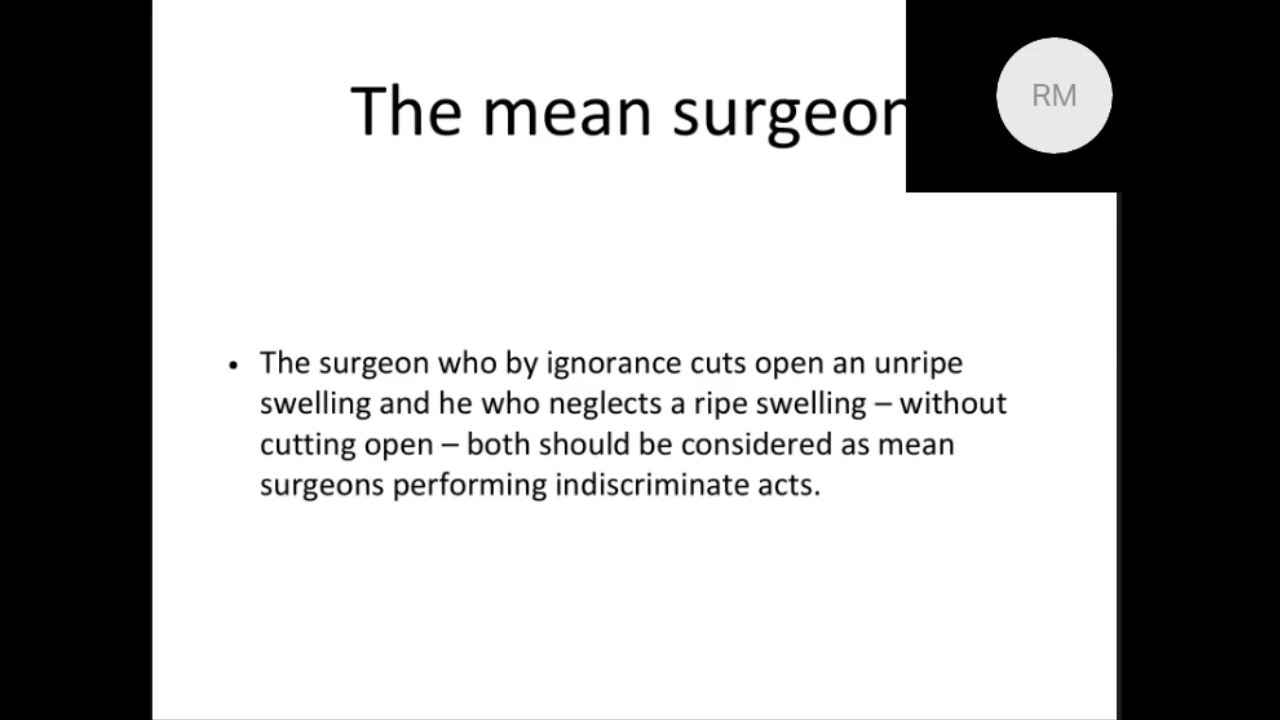 The mean surgeon
RM
• The surgeon who by ignorance cuts open an unripe
swelling and he who neglects a ripe swelling – without
cutting open – both should be considered as mean
surgeons performing indiscriminate acts.